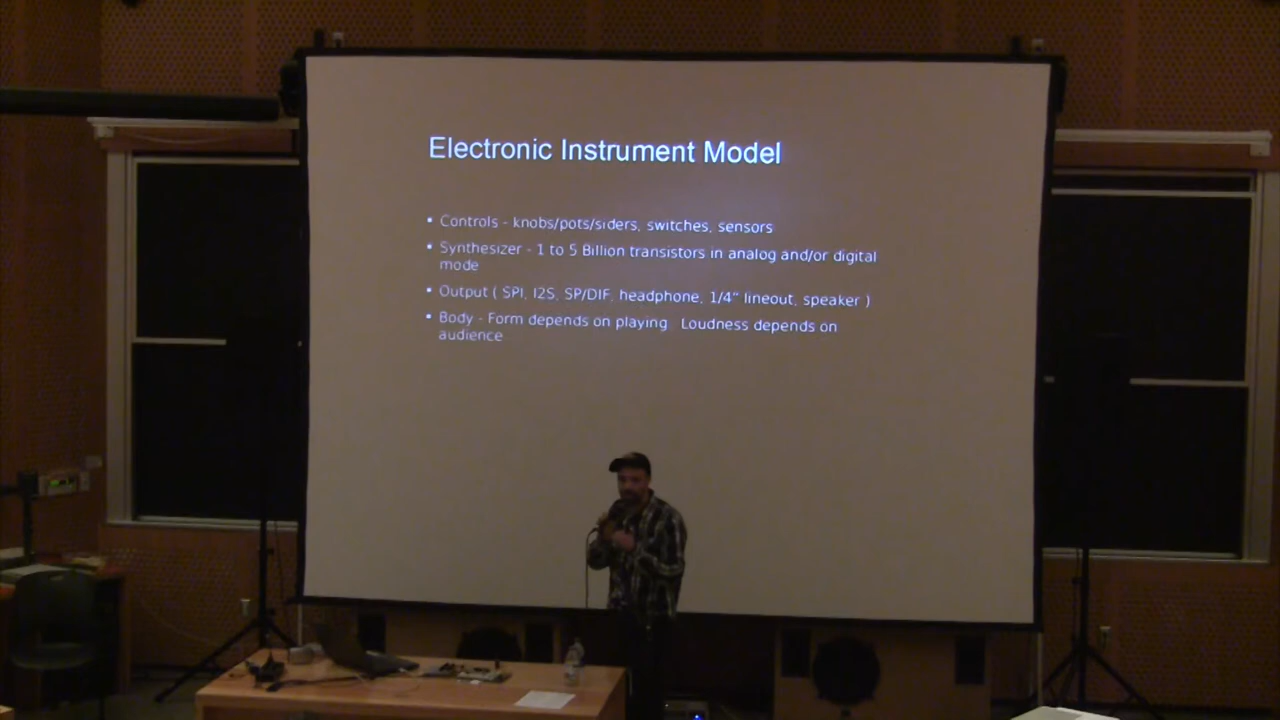 Electronic Instrument Model
• Controls - knobs/pots/siders, switches, sensors
• Synthesizer - 1 to 5 Billion transistors in analog and/or digital
mode
• Output ( SPI, I2S, SP/DIF, headphone, 1/4" lineout, speaker )
• Body - Form depends on playing Loudness depends on
audience